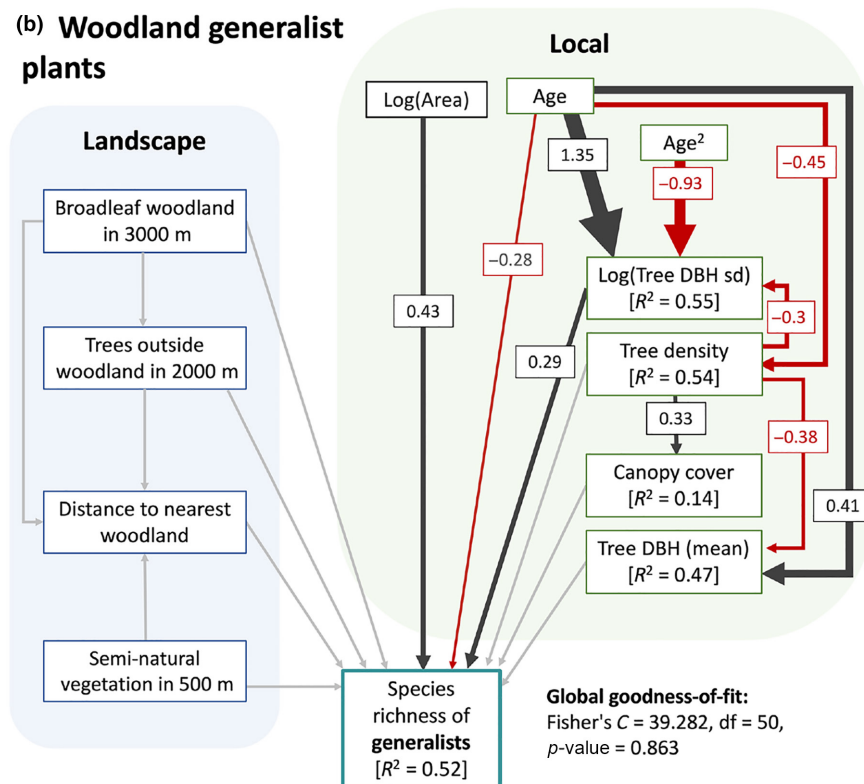 (b) Woodland generalist
plants
Landscape
Broadleaf woodland
in 3000 m
Trees outside
woodland in 2000 m
Distance to nearest
woodland
Semi-natural
vegetation in 500 m
Local
Log(Area)
Age
Age²
1.35
−0.93
−0.45
−0.28
0.43
Log(Tree DBH sd)
[R² = 0.55]
−0.3
0.29
Tree density
[R² = 0.54]
0.33
−0.38
Canopy cover
[R² = 0.14]
0.41
Tree DBH (mean)
[R² = 0.47]
Species
richness of
generalists
[R² = 0.52]
Global goodness-of-fit:
Fisher's C = 39.282, df = 50,
p-value = 0.863